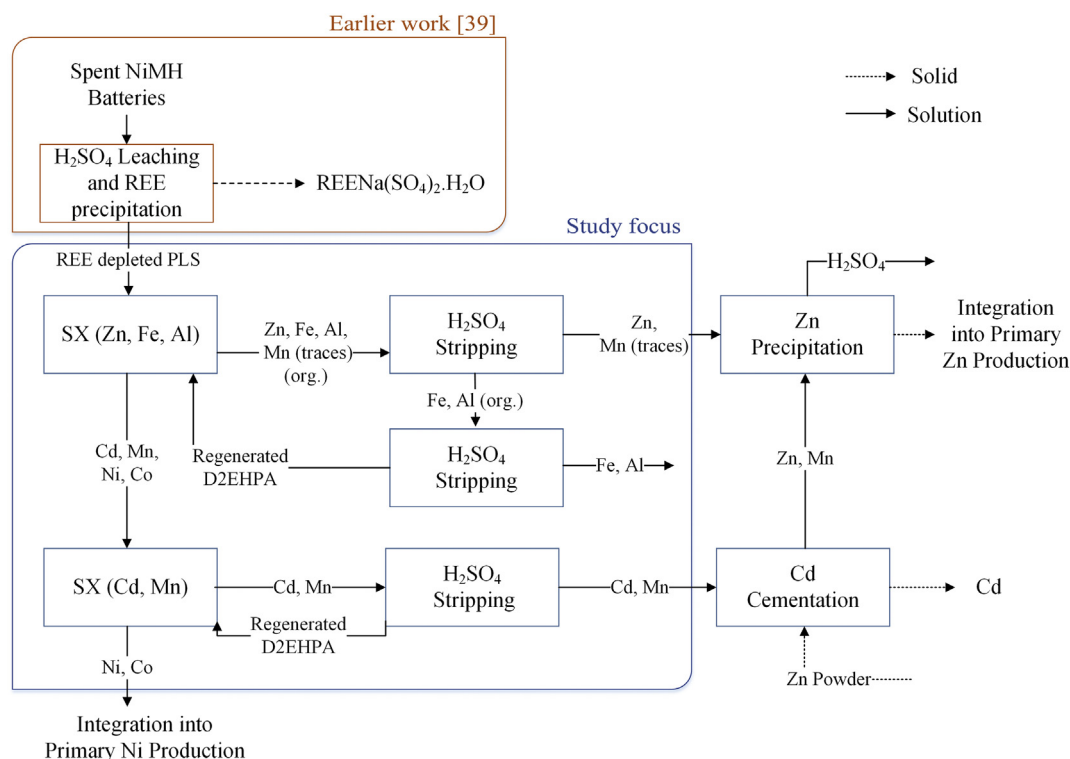 Earlier work [39]
Spent NiMH
Batteries
H₂SO₄ Leaching
and REE
precipitation
REENa(SO₄)₂.H₂O
Solid
Solution
Study focus
REE depleted PLS
SX (Zn, Fe, Al)
Zn, Fe, Al,
Mn (traces)
(org.)
H₂SO₄
Stripping
Zn,
Mn (traces)
Zn
Precipitation
H₂SO₄
Integration
into Primary
Zn Production
Fe, Al (org.)
Cd, Mn,
Ni, Co
Regenerated
D2EHPA
H₂SO₄
Stripping
Fe, Al
Zn, Mn
SX (Cd, Mn)
Cd, Mn
H₂SO₄
Stripping
Cd, Mn
Cd
Cementation
Cd
Regenerated
D2EHPA
Ni, Co
Zn Powder
Integration into
Primary Ni Production